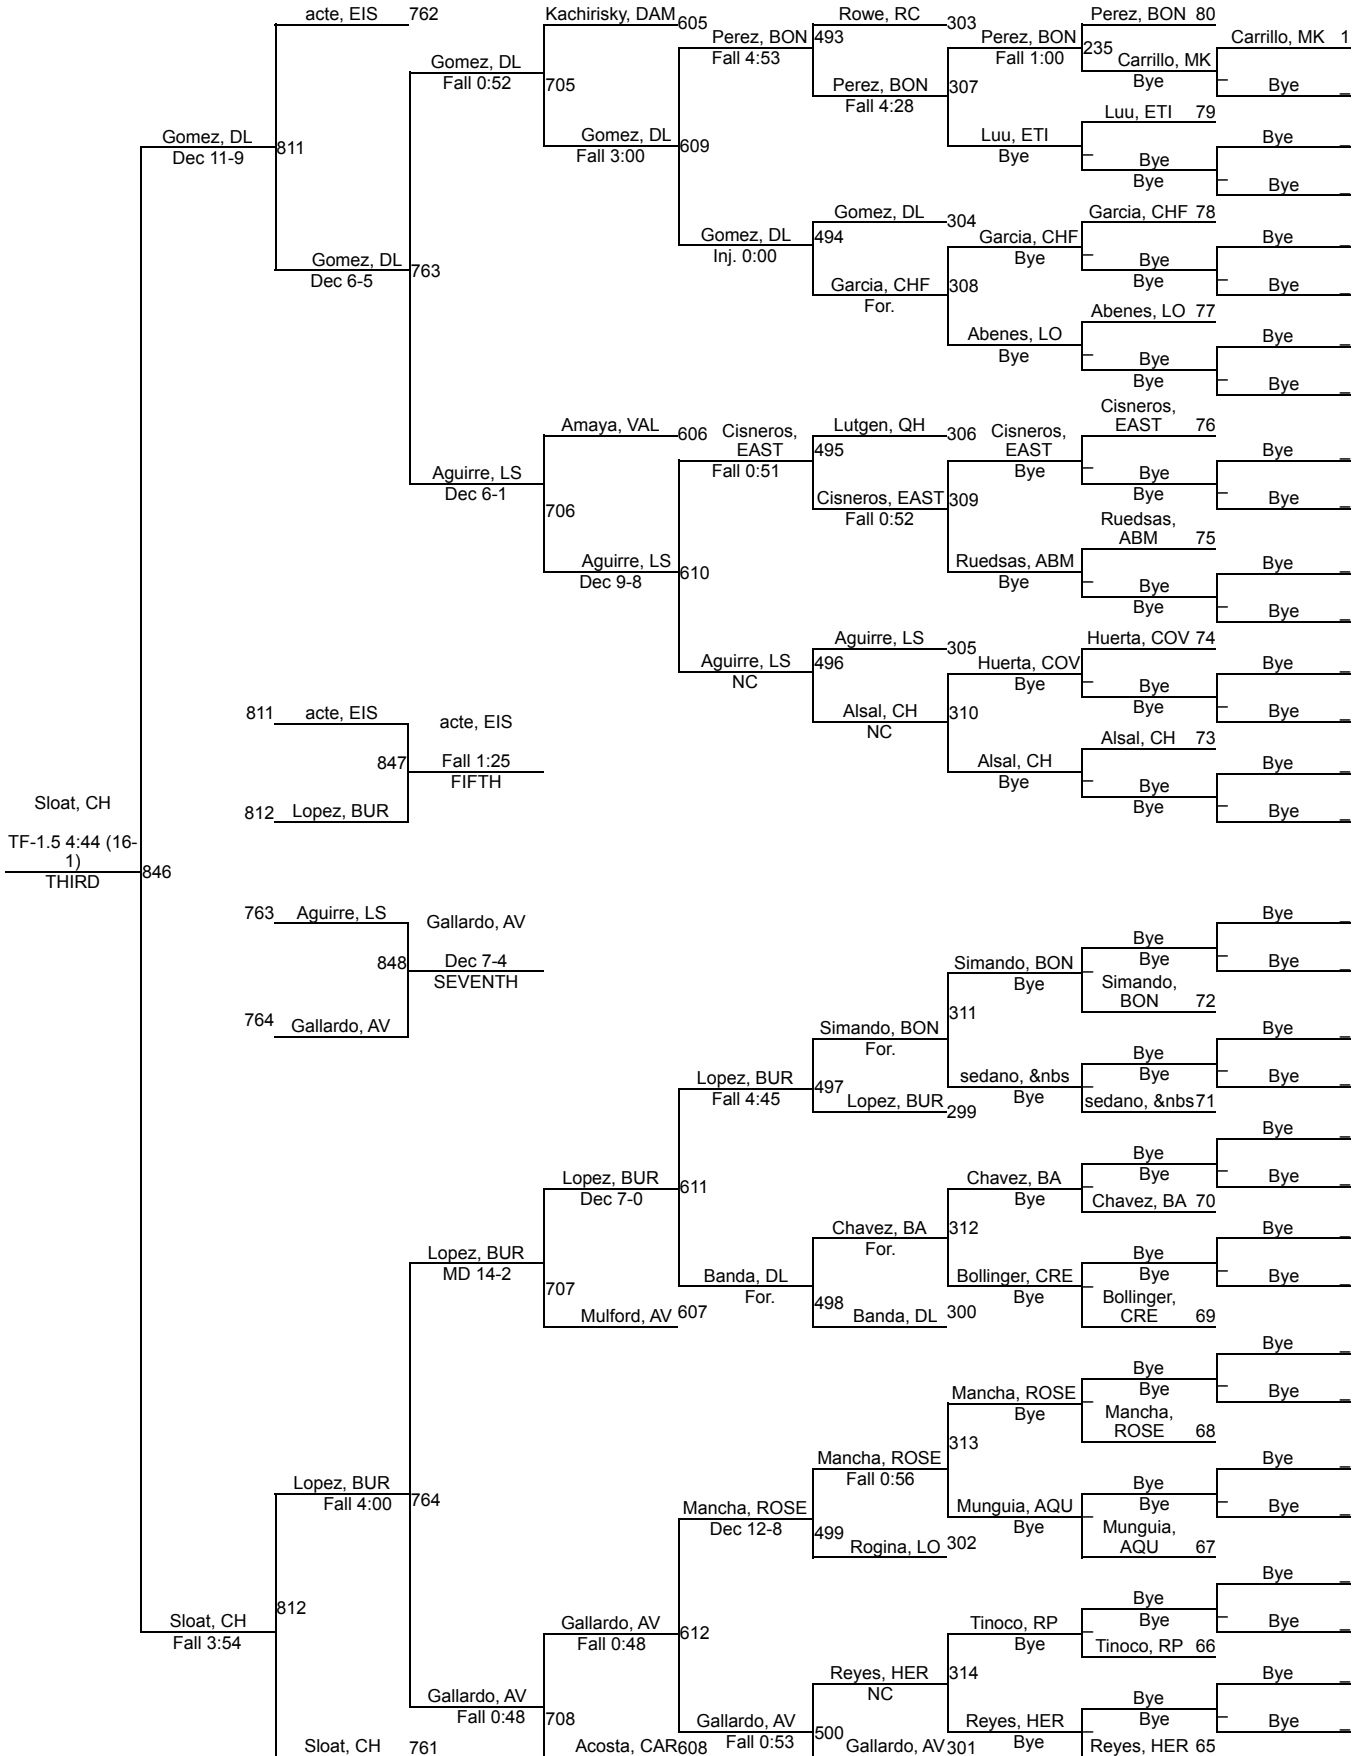 acte, EIS 762 Kachirisky, DAM 605 Rowe, RC 303 Perez, BON 80
Perez, BON 493 Perez, BON Carrillo, MK 1
Fall 4:53 Fall 1:00 235 Carrillo, MK
Gomez, DL Bye
Fall 0:52 705 Perez, BON 307 Bye
Fall 4:28
Luu, ETI 79
Gomez, DL 811 Gomez, DL 609 Luu, ETI Bye
Dec 11-9 Fall 3:00 Bye Bye
Bye Bye
Gomez, DL 304 Garcia, CHF 78
Gomez, DL 494 Garcia, CHF Bye
Inj. 0:00 Bye Bye
Gomez, DL 763 Bye
Dec 6-5 Garcia, CHF 308 Bye
For.
Abenes, LO 77
Abenes, LO Bye
Bye Bye
Bye Bye
Cisneros,
EAST 76
Amaya, VAL 606 Cisneros, Lutgen, QH 306 Cisneros,
EAST 495 EAST Bye
Fall 0:51 Bye
Aguirre, LS Bye
Dec 6-1 706 Cisneros, EAST 309 Bye Bye
Fall 0:52
Ruedsas,
ABM 75
Aguirre, LS 610 Ruedsas, ABM Bye
Dec 9-8 Bye Bye
Bye Bye
Aguirre, LS 305 Huerta, COV 74
Aguirre, LS 496 Huerta, COV Bye
NC Bye Bye
Bye
811 acte, EIS acte, EIS Alsal, CH 310 Bye
NC
Alsal, CH 73
847 Fall 1:25 Alsal, CH Bye
FIFTH Bye Bye
Bye
812 Lopez, BUR Bye
Sloat, CH
TF-1.5 4:44 (16-
1) 846
THIRD
763 Aguirre, LS Gallardo, AV Bye
Bye
848 Dec 7-4 Simando, BON Bye Bye
SEVENTH Bye Simando,
BON 72
764 Gallardo, AV 311
Simando, BON Bye
For. Bye
Lopez, BUR 497 sedano, &nbs Bye Bye
Fall 4:45 Lopez, BUR 299 Bye sedano, &nbs 71
Bye
Bye
Lopez, BUR 611 Chavez, BA Bye Bye
Dec 7-0 Bye Chavez, BA 70
Chavez, BA 312 Bye
For.
Lopez, BUR Bye
MD 14-2 707 Banda, DL Bollinger, CRE Bye Bye
For. 498 Bye Bollinger,
Mulford, AV 607 Banda, DL 300 CRE 69
Bye
Bye
Mancha, ROSE Bye Bye
Bye Mancha,
ROSE 68
313
Mancha, ROSE Bye
Fall 0:56
Lopez, BUR 764 Bye
Fall 4:00 Mancha, ROSE Munguia, AQU Bye Bye
Dec 12-8 499 Bye Munguia,
Rogina, LO 302 AQU 67
Bye
812 Bye
Sloat, CH Gallardo, AV 612 Tinoco, RP Bye Bye
Fall 3:54 Fall 0:48 Bye Tinoco, RP 66
Reyes, HER 314 Bye
NC
Gallardo, AV Bye
Fall 0:48 708 Gallardo, AV 500 Reyes, HER Bye Bye
Sloat, CH 761 Acosta, CAR 608 Fall 0:53 Gallardo, AV 301 Bye Reyes, HER 65